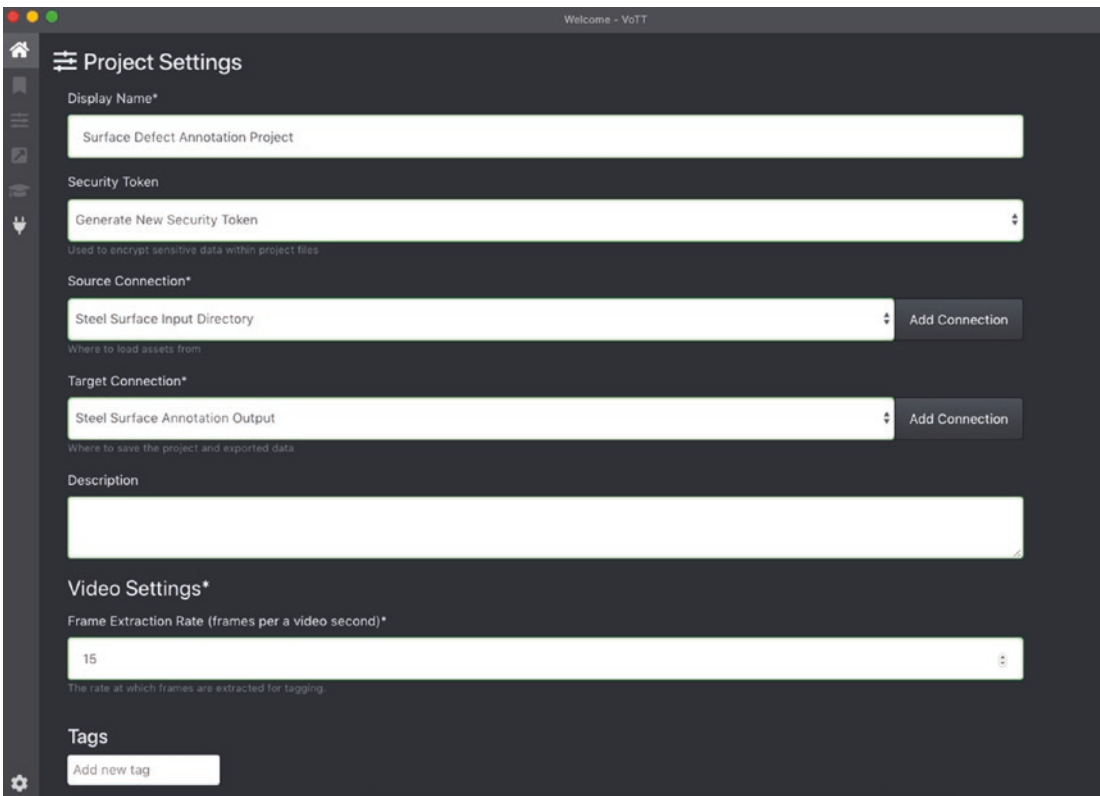 Welcome - VoTT
Project Settings
Display Name*
Surface Defect Annotation Project
Security Token
Generate New Security Token
Used to encrypt sensitive data within project files
Source Connection*
Steel Surface Input Directory
Add Connection
Where to load assets from
Target Connection*
Steel Surface Annotation Output
Add Connection
Where to save the project and exported data
Description
Video Settings*
Frame Extraction Rate (frames per a video second)*
15
The rate at which frames are extracted for tagging.
Tags
Add new tag